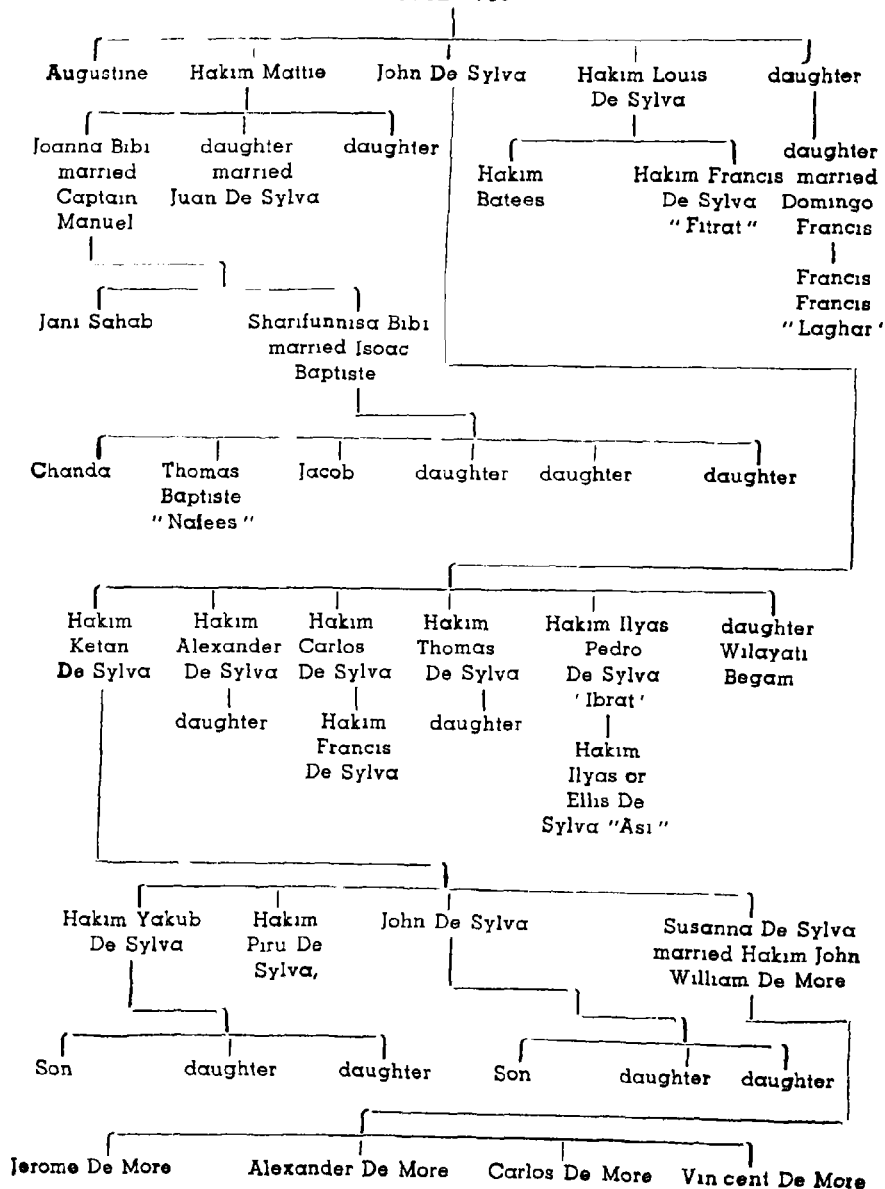 Augustine Hakim Mattie John De Sylva Hakim Louis daughter
De Sylva
Joanna Bibi daughter daughter
married married
Captain Juan De Sylva
Manuel
Hakim Hakim Francis
Batees De Sylva
"Fitrat"
daughter
married
Domingo
Francis
Francis
Francis
"Laghar'
Jani Sahab Sharifunnisa Bibi
married Isoac
Baptiste
Chanda Thomas Jacob daughter daughter daughter
Baptiste
"Nafees"
Hakim Hakim Hakim Hakim Hakim Ilyas daughter
Ketan Alexander Carlos Thomas Pedro Wilayati
De Sylva De Sylva De Sylva De Sylva De Sylva Begam
'Ibrat'
daughter Hakim daughter Hakim
Francis Ilyas or
De Sylva Ellis De
Sylva "Asi"
Hakim Yakub Hakim John De Sylva Susanna De Sylva
De Sylva Piru De married Hakim John
Sylva, William De More
Son daughter daughter Son daughter daughter
Jerome De More Alexander De More Carlos De More Vincent De More